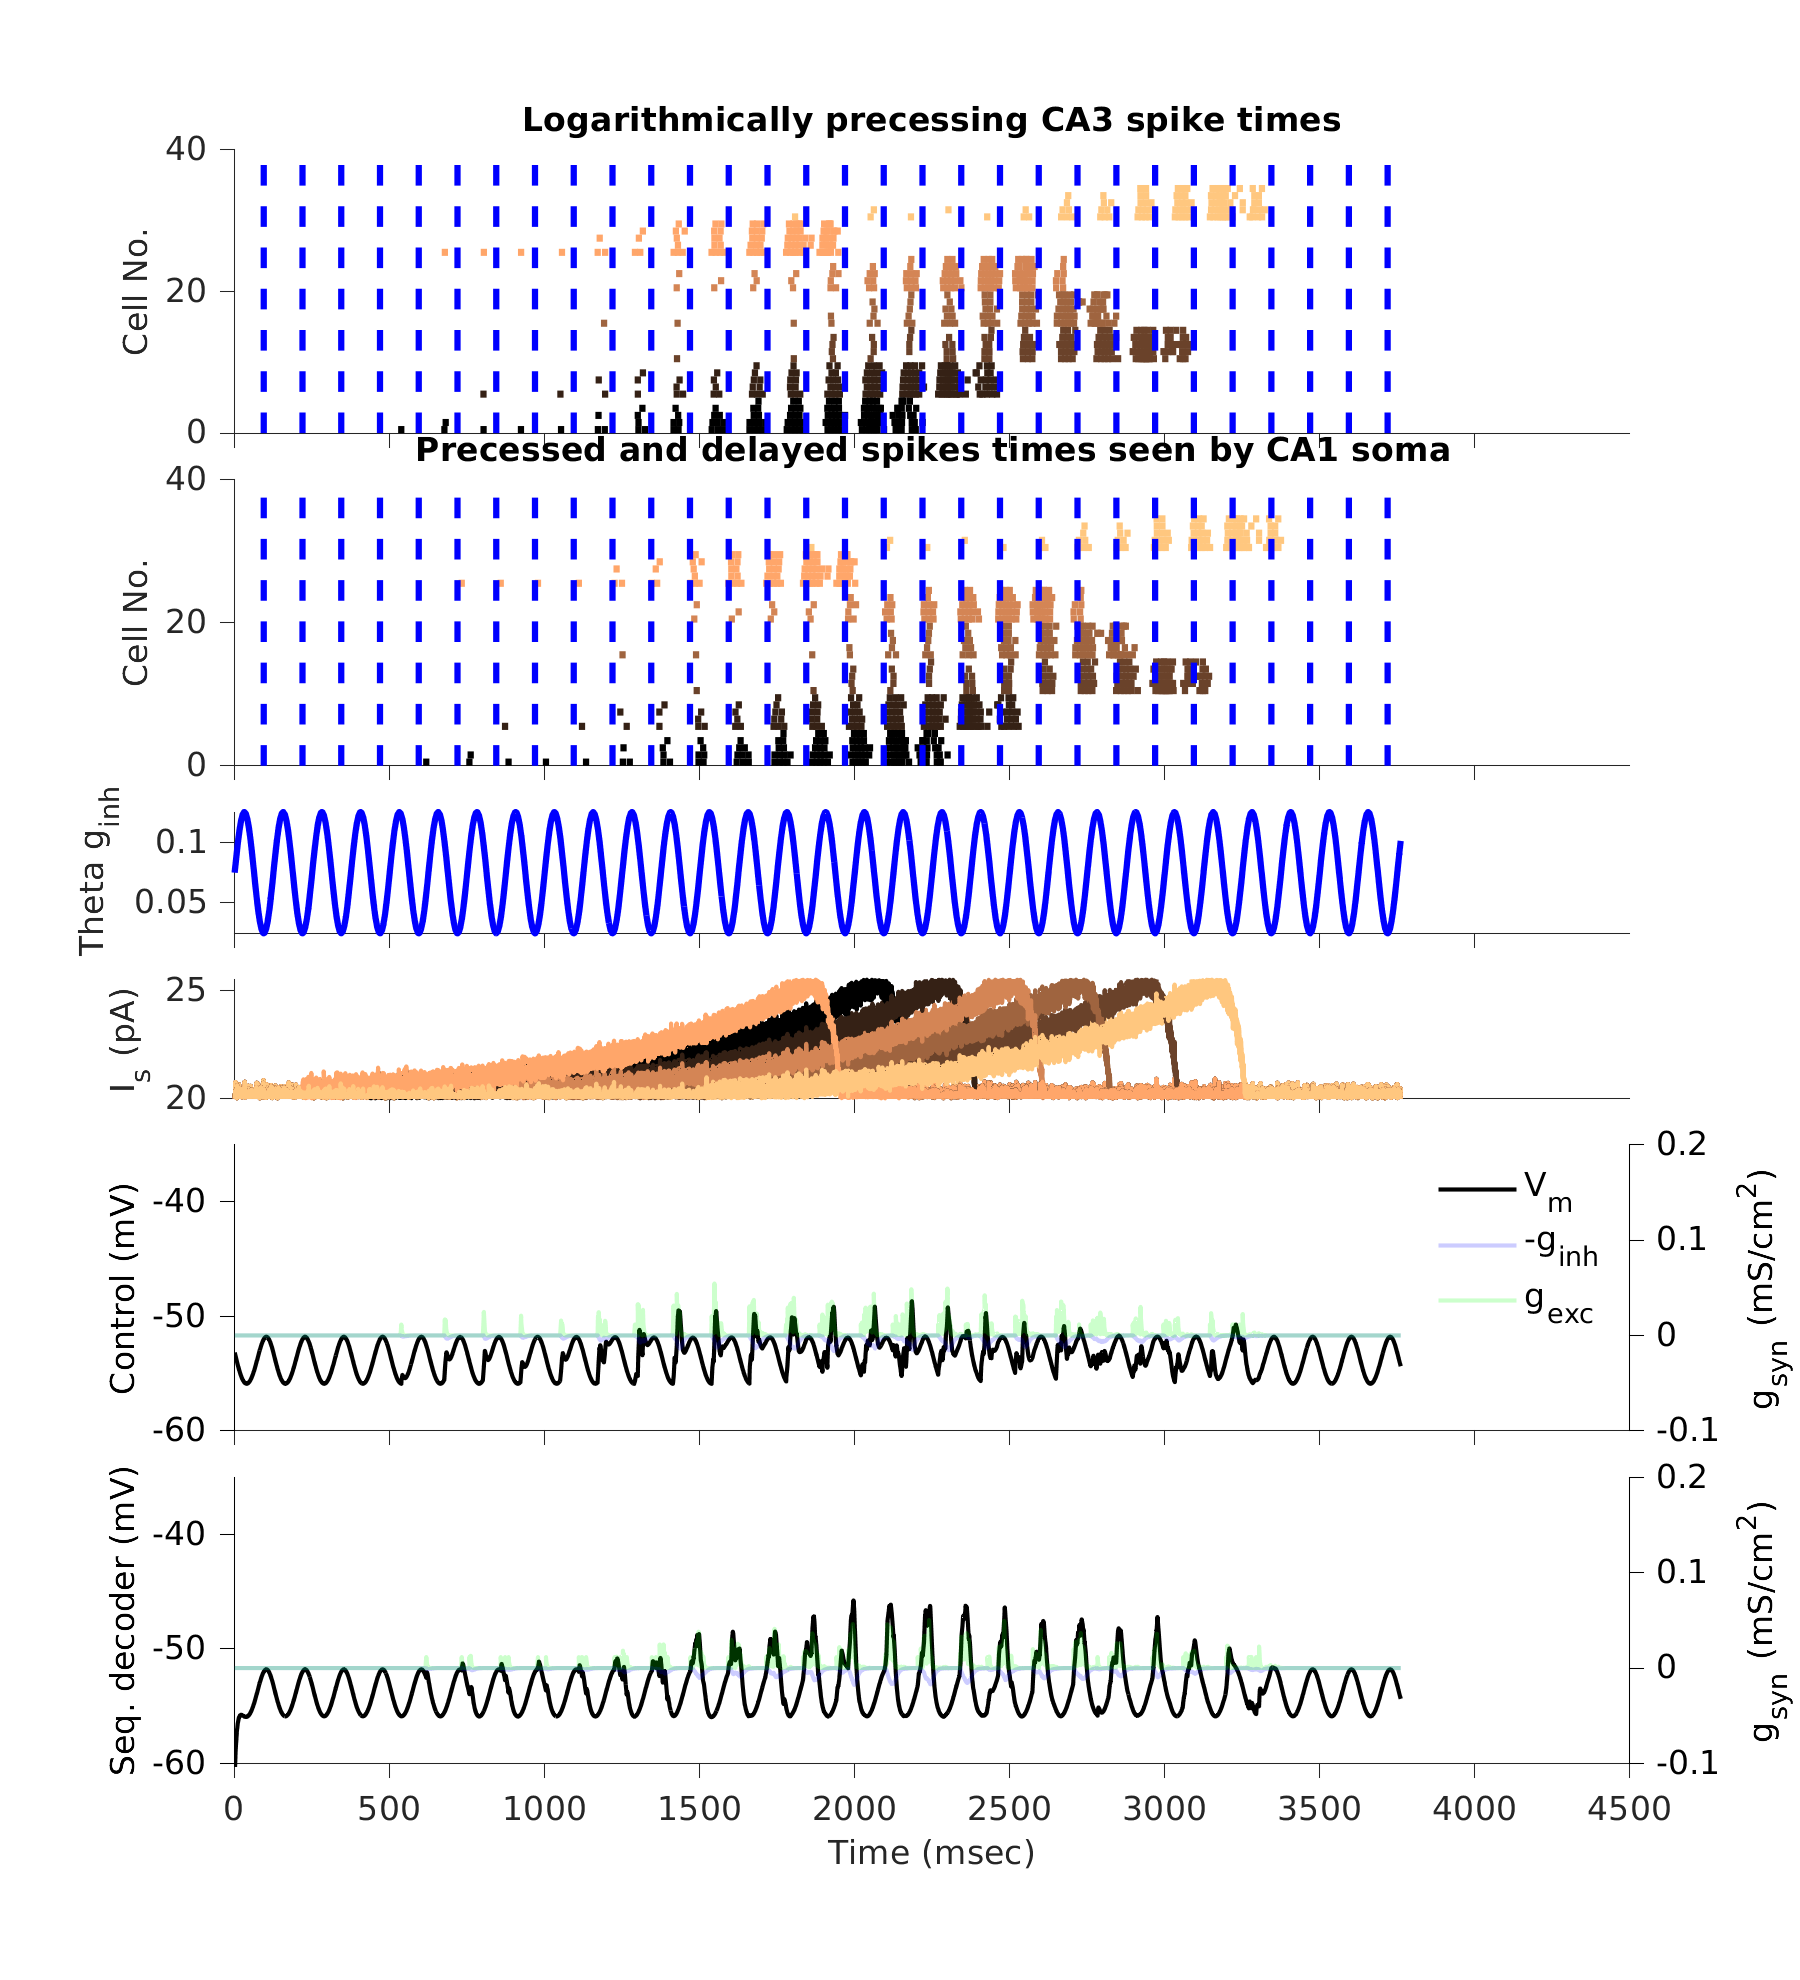 Logarithmically precessing CA3 spike times
40
20
0
Cell No.
Precessed and delayed spikes times seen by CA1 soma
40
20
0
Cell No.
0.1
0.05
Theta g_inh
25
20
I_s (pA)
-40
-50
-60
Control (mV)
V_m
-g_inh
g_exc
0.2
0.1
0
-0.1
g_syn (mS/cm^2)
-40
-50
-60
Seq. decoder (mV)
0.2
0.1
0
-0.1
g_syn (mS/cm^2)
0 500 1000 1500 2000 2500 3000 3500 4000 4500
Time (msec)